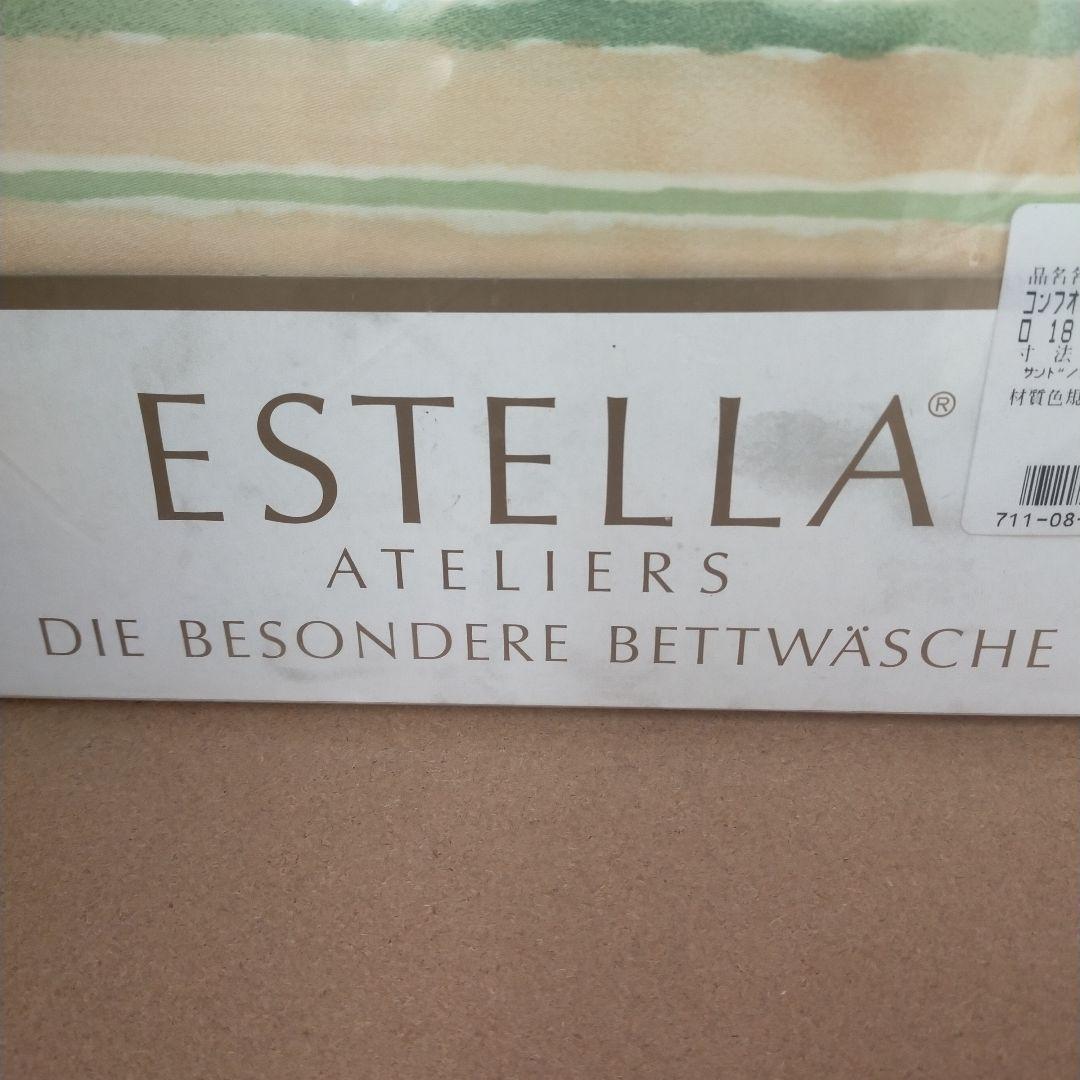 品名
コンフオ
ロ 18
寸 法
サンド
材質色規
711-08-
ESTELLA®
ATELIERS
DIE BESONDERE BETTWÄSCHE